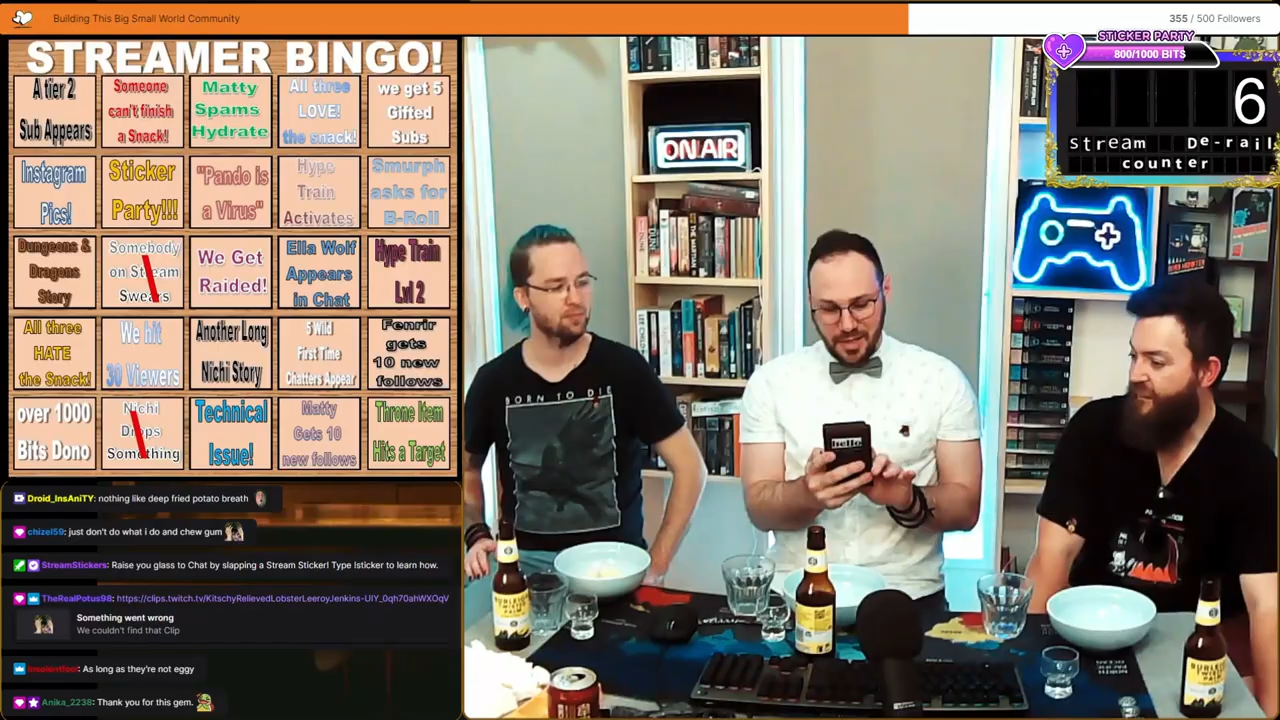 Building This Big Small World Community
355 / 500 Followers
STREAMER BINGO!
A tier 2
Sub Appears
Someone
can't finish
a Snack!
Matty
Spams
Hydrate
All three
LOVE!
the snack!
we get 5
Gifted
Subs
Instagram
Pics!
Sticker
Party!!!
"Pando is
a Virus"
Hype
Train
Activates
Smurph
asks for
B-Roll
Dungeons &
Dragons
Story
Somebody
on Stream
Swears
We Get
Raided!
Ella Wolf
Appears
in Chat
Hype Train
Lvl 2
All three
HATE
the Snack!
We hit
30 Viewers
Another Long
Nichi Story
5 Wild
First Time
Chatters Appear
Fenrir
gets
10 new
follows
over 1000
Bits Dono
Nichi
Drops
Something
Technical
Issue!
Matty
Gets 10
new follows
Throne Item
Hits a Target
Droid_InsAniTY: nothing like deep fried potato breath
chizel59: just don't do what i do and chew gum
StreamStickers: Raise you glass to Chat by slapping a Stream Sticker! Type !sticker to learn how.
TheRealPotus98: https://clips.twitch.tv/KitschyRelievedLobsterLeeroyJenkins-UIY_0qh70ahWXOqV
Something went wrong
We couldn't find that Clip
insolentfool: As long as they're not eggy
Anika_2238: Thank you for this gem.
STICKER PARTY
800/1000 BITS
6
stream De-rail
counter
ON AIR
BORN TO DIE
hello
DUNE
THE MARTIAN
BURLEIGH
TWISTED
PALM